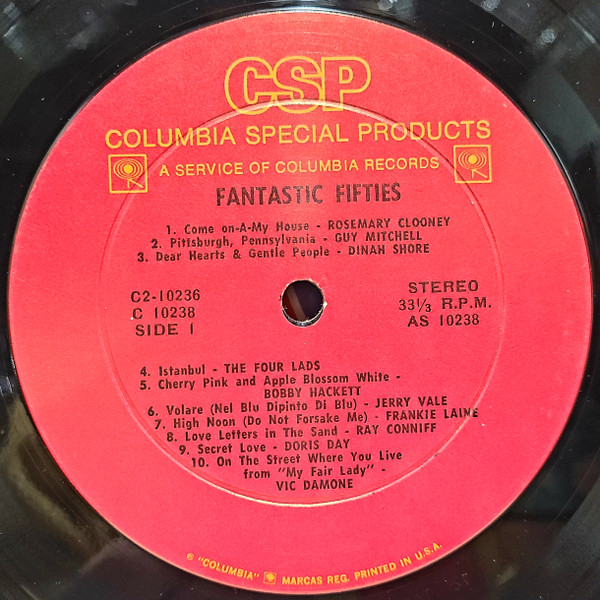 CSP
COLUMBIA SPECIAL PRODUCTS
A SERVICE OF COLUMBIA RECORDS
FANTASTIC FIFTIES
1. Come on-A-My House - ROSEMARY CLOONEY
2. Pittsburgh, Pennsylvania - GUY MITCHELL
3. Dear Hearts & Gentle People - DINAH SHORE
C2-10236
C 10238
SIDE 1
STEREO
33⅓ R.P.M.
AS 10238
4. Istanbul - THE FOUR LADS
5. Cherry Pink and Apple Blossom White -
BOBBY HACKETT
6. Volare (Nel Blu Dipinto Di Blu) - JERRY VALE
7. High Noon (Do Not Forsake Me) - FRANKIE LAINE
8. Love Letters in The Sand - RAY CONNIFF
9. Secret Love - DORIS DAY
10. On The Street Where You Live
from "My Fair Lady" -
VIC DAMONE
® "COLUMBIA" MARCAS REG. PRINTED IN U.S.A.